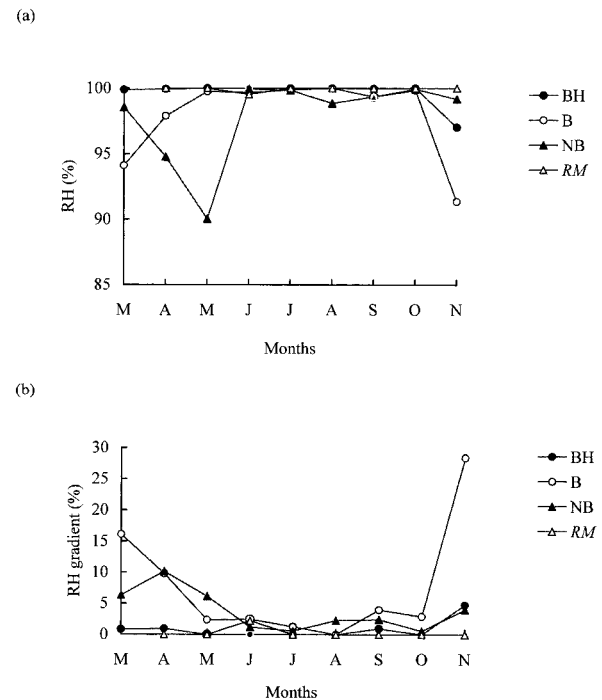 (a)
100
95
90
85
RH (%)
M A M J J A S O N
Months
BH
B
NB
RM
(b)
30
25
20
15
10
5
0
RH gradient (%)
M A M J J A S O N
Months
BH
B
NB
RM